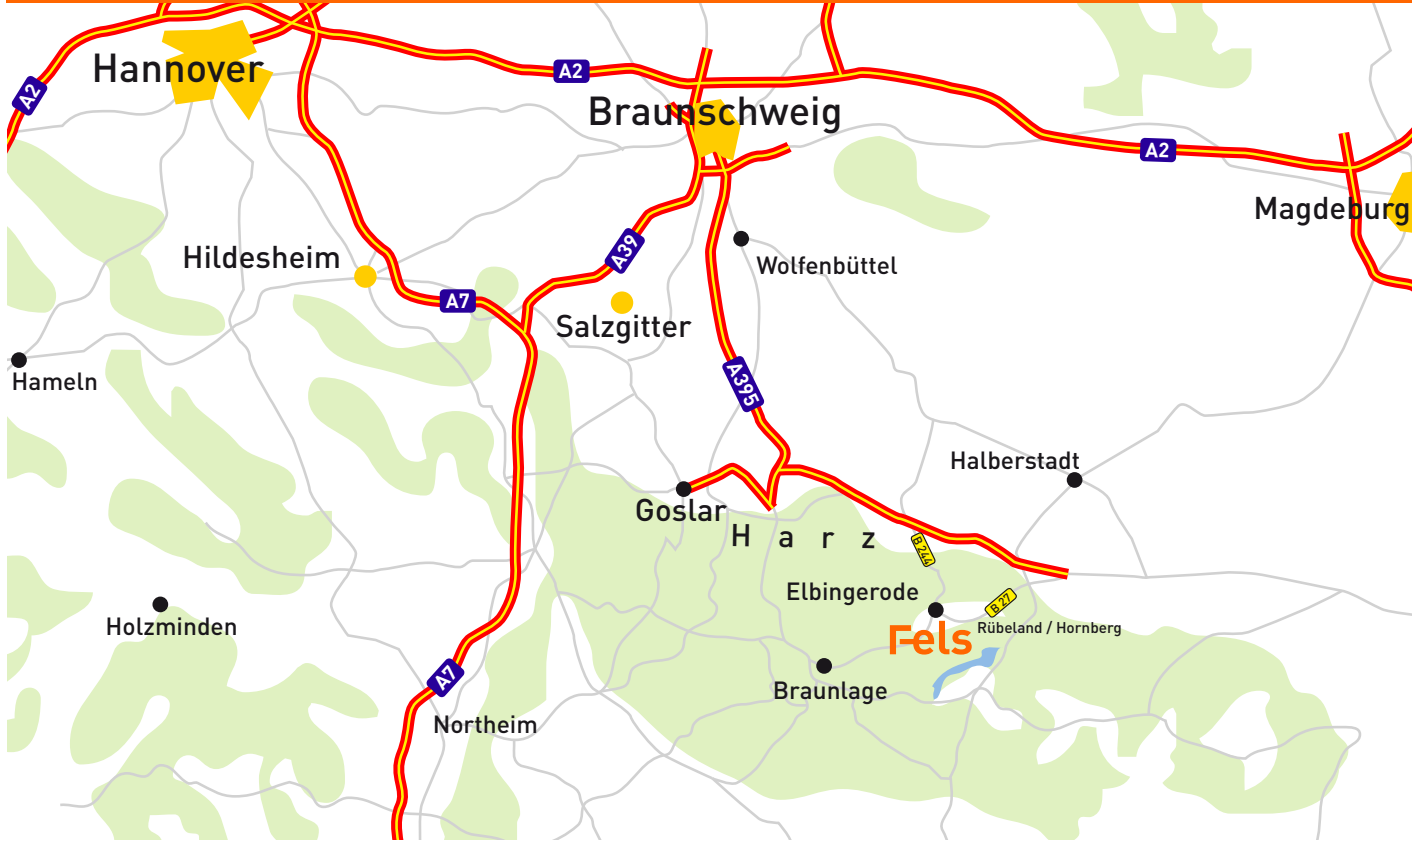 Hannover
A2
A2
Braunschweig
A2
Magdeburg
Hildesheim
A39
Wolfenbüttel
A7
Salzgitter
Hameln
A395
Halberstadt
Goslar
Harz
B 244
Elbingerode
B 27
Rübeland / Hornberg
Fels
Holzminden
A7
Braunlage
Northeim